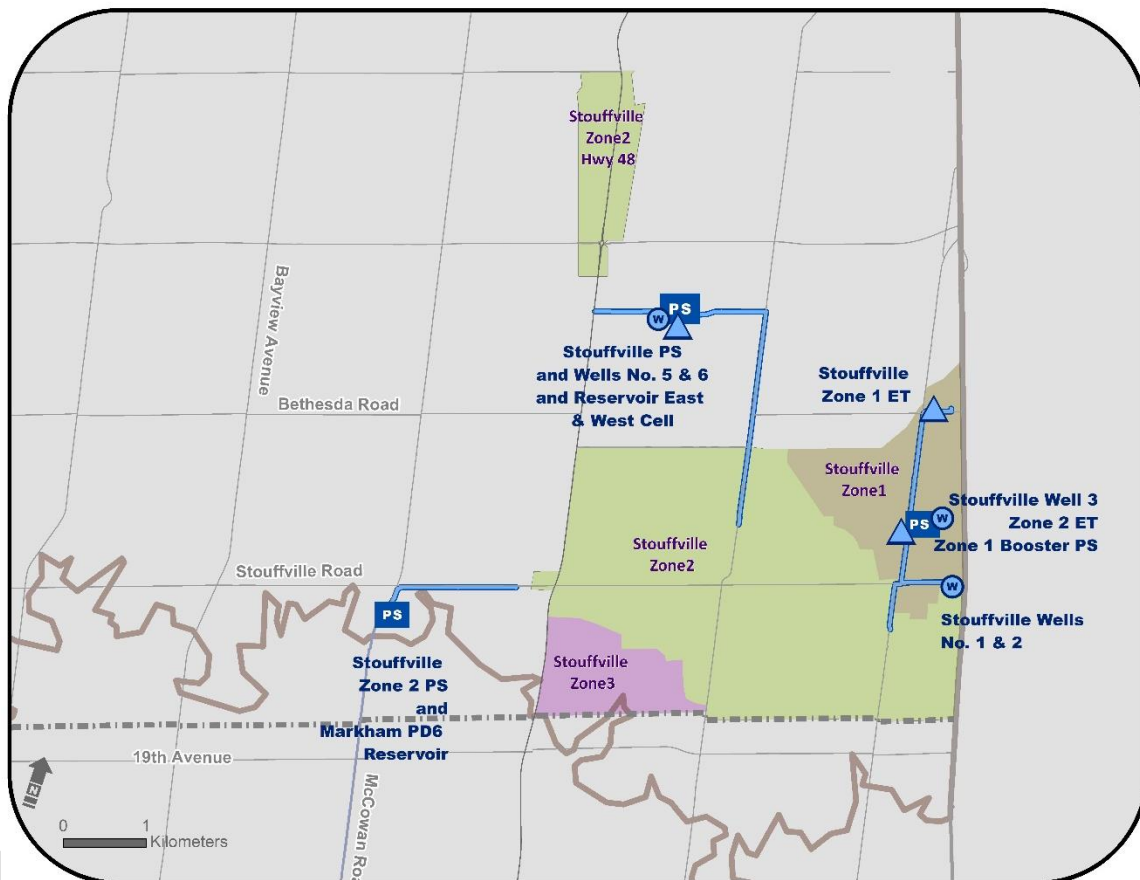 Stouffville
Zone2
Hwy 48
Bayview Avenue
PS
W
Stouffville PS
and Wells No. 5 & 6
and Reservoir East
& West Cell
Bethesda Road
Stouffville
Zone 1 ET
Stouffville
Zone1
Stouffville Well 3
Zone 2 ET
Zone 1 Booster PS
PS
W
Stouffville
Zone2
Stouffville Road
PS
W
Stouffville Wells
No. 1 & 2
Stouffville
Zone 2 PS
and
Markham PD6
Reservoir
Stouffville
Zone3
19th Avenue
McCowan Roa
N
0 1
Kilometers